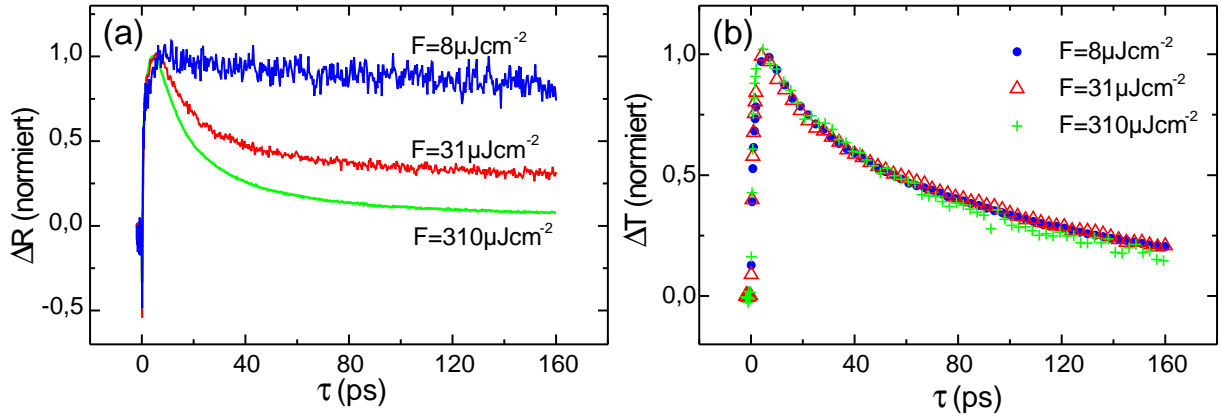 (a)
F=8µJcm-2
F=31µJcm-2
F=310µJcm-2
ΔR (normiert)
1,0
0,5
0,0
-0,5
0 40 80 120 160
τ (ps)
(b)
F=8µJcm-2
F=31µJcm-2
F=310µJcm-2
ΔT (normiert)
1,0
0,5
0,0
0 40 80 120 160
τ (ps)